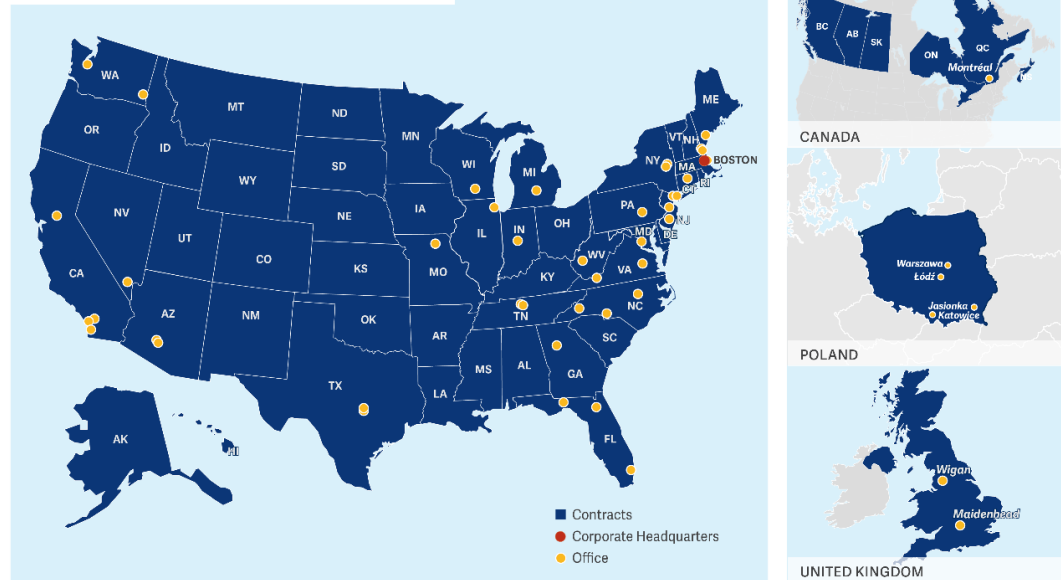 WA
OR
ID
MT
ND
SD
MN
WI
MI
ME
VT
NH
NY
MA
BOSTON
CT
RI
WY
NV
UT
CO
NE
KS
IA
IL
IN
OH
PA
NJ
MD
DE
WV
VA
KY
MO
CA
AZ
NM
OK
AR
TN
NC
SC
MS
AL
GA
LA
TX
FL
AK
HI
Contracts
Corporate Headquarters
Office
BC
AB
SK
ON
QC
Montréal
CANADA
Warszawa
Łódź
Jasionka
Katowice
POLAND
Wigan
Maidenhead
UNITED KINGDOM